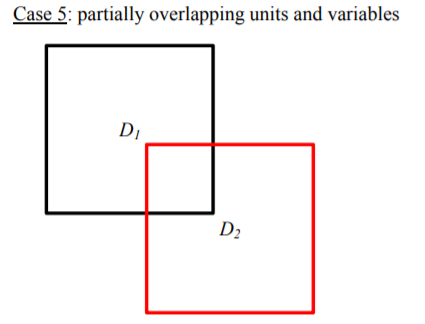 Case 5: partially overlapping units and variables
D₁
D₂